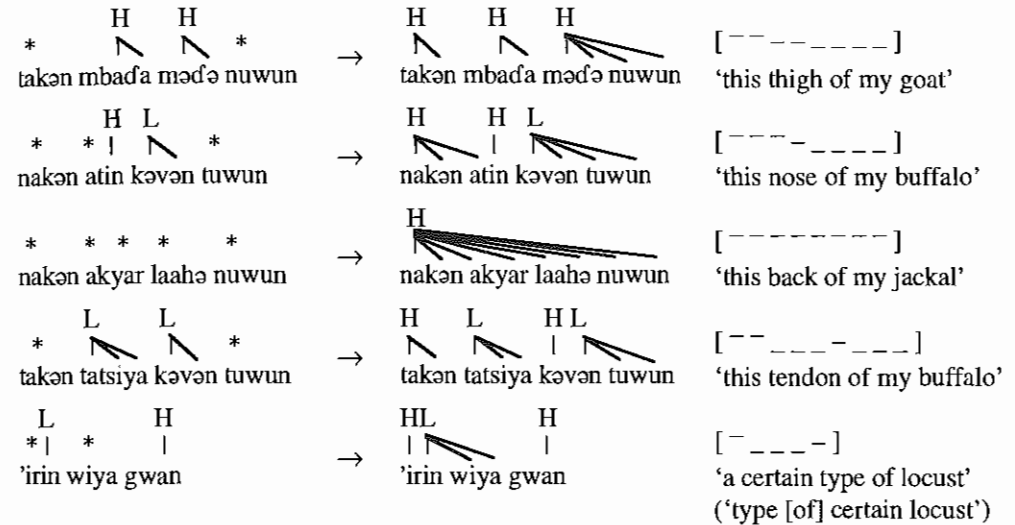 H H H H H
* * → [ ¯ ¯ ¯ ¯ _ _ _ _ ]
takən mbaɗa məɗə nuwun takən mbaɗa məɗə nuwun ‘this thigh of my goat’
H L H H L
* * * → [ ¯ ¯ ¯ – _ _ _ _ ]
nakən atin kəvən tuwun nakən atin kəvən tuwun ‘this nose of my buffalo’
H
* * * * * → [ ¯ ¯ ¯ ¯ ¯ ¯ ¯ ¯ ]
nakən akyar laahə nuwun nakən akyar laahə nuwun ‘this back of my jackal’
L L H L H L
* * → [ ¯ ¯ _ _ _ – _ _ _ ]
takən tatsiya kəvən tuwun takən tatsiya kəvən tuwun ‘this tendon of my buffalo’
L H HL H
* * → [ ¯ _ _ _ – ]
’irin wiya gwan ’irin wiya gwan ‘a certain type of locust’
(‘type [of] certain locust’)